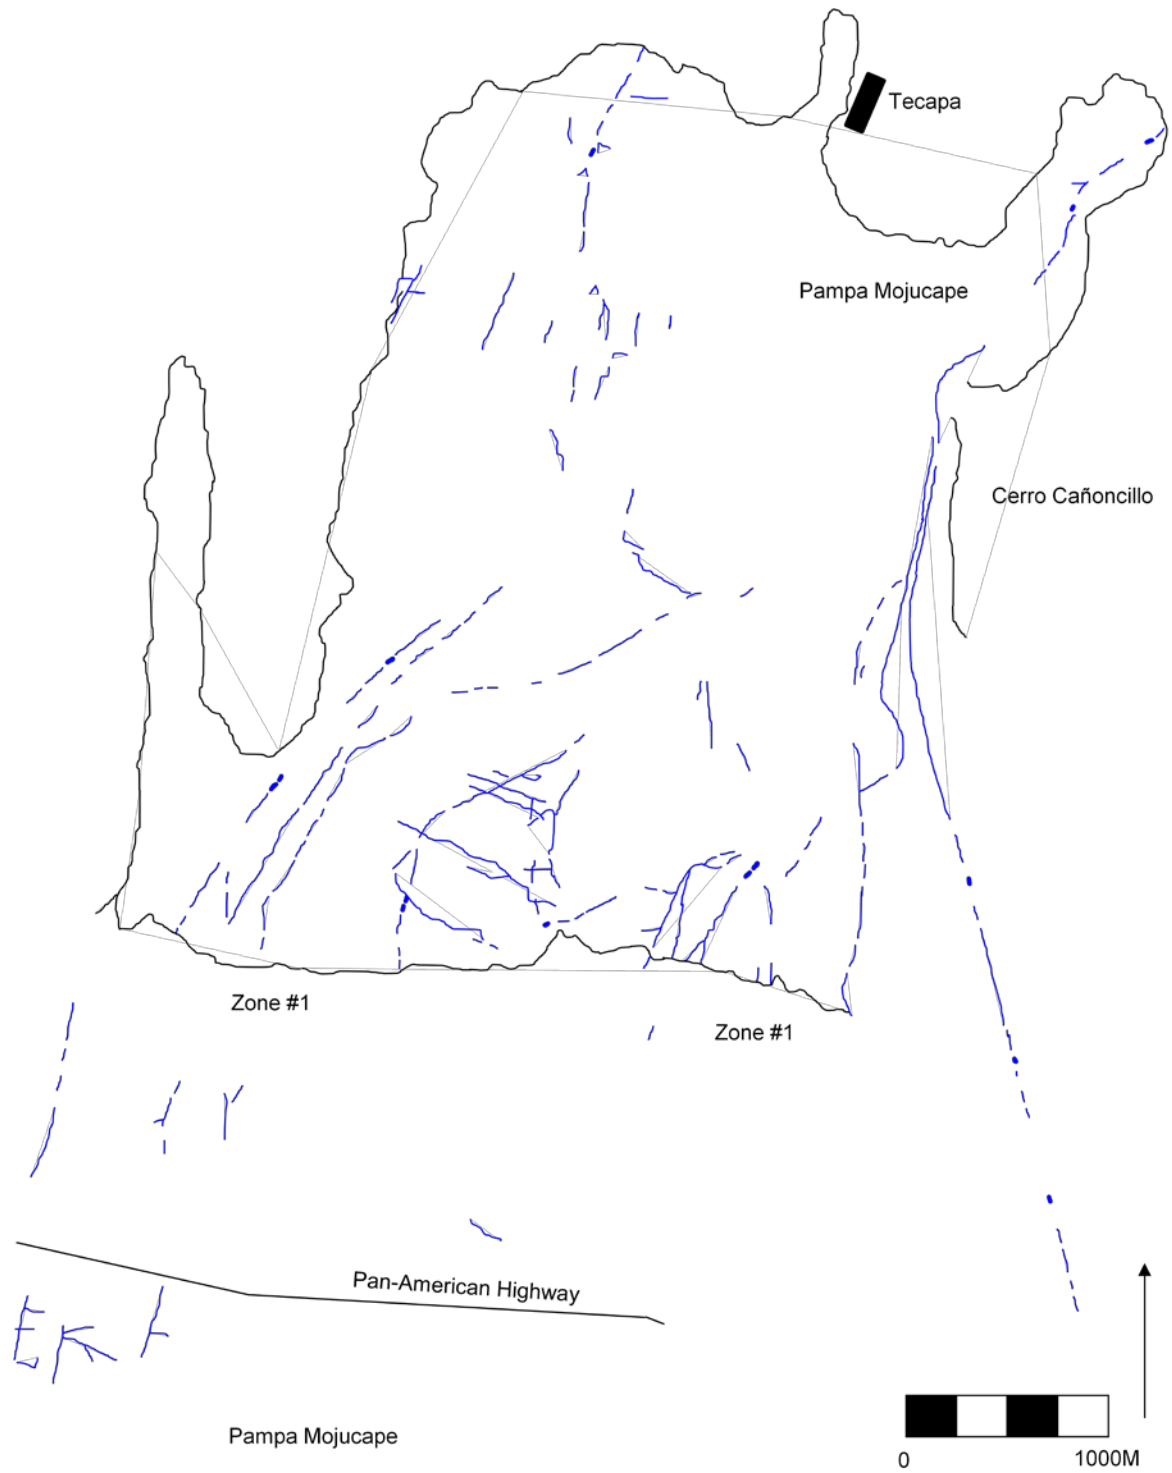 Tecapa
Pampa Mojucape
Cerro Cañoncillo
Zone #1
Zone #1
Pan-American Highway
Pampa Mojucape
0 1000M